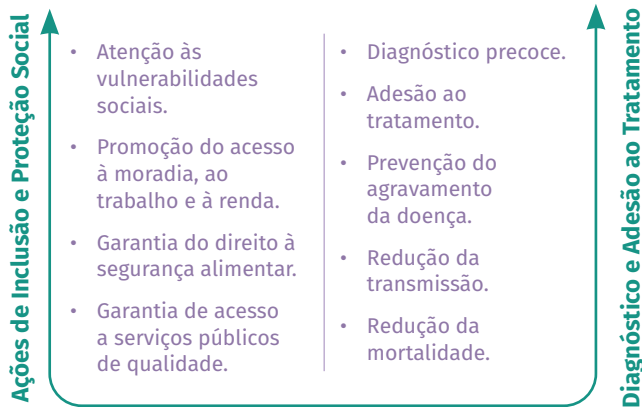 Ações de Inclusão e Proteção Social
• Atenção às
vulnerabilidades
sociais.
• Promoção do acesso
à moradia, ao
trabalho e à renda.
• Garantia do direito à
segurança alimentar.
• Garantia de acesso
a serviços públicos
de qualidade.
• Diagnóstico precoce.
• Adesão ao
tratamento.
• Prevenção do
agravamento
da doença.
• Redução da
transmissão.
• Redução da
mortalidade.
Diagnóstico e Adesão ao Tratamento